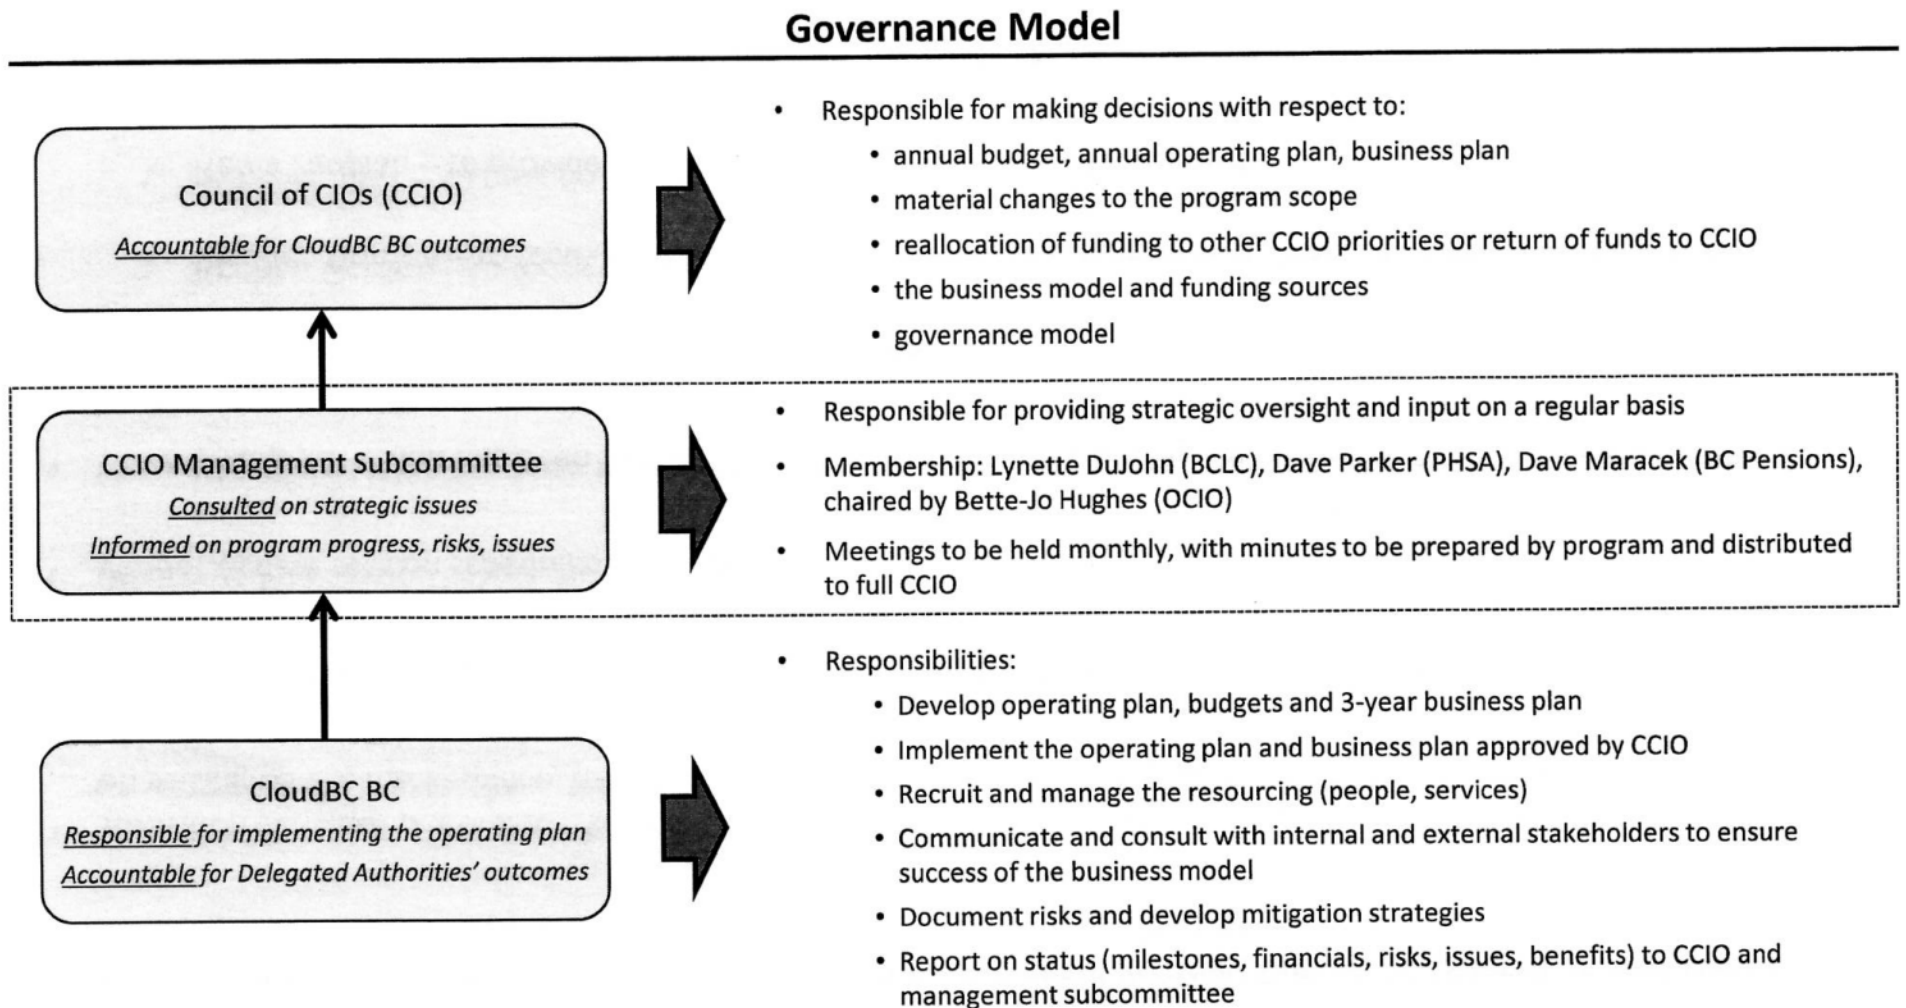 Governance Model
Council of CIOs (CCIO)
Accountable for CloudBC BC outcomes
• Responsible for making decisions with respect to:
• annual budget, annual operating plan, business plan
• material changes to the program scope
• reallocation of funding to other CCIO priorities or return of funds to CCIO
• the business model and funding sources
• governance model
CCIO Management Subcommittee
Consulted on strategic issues
Informed on program progress, risks, issues
• Responsible for providing strategic oversight and input on a regular basis
• Membership: Lynette DuJohn (BCLC), Dave Parker (PHSA), Dave Maracek (BC Pensions),
chaired by Bette-Jo Hughes (OCIO)
• Meetings to be held monthly, with minutes to be prepared by program and distributed
to full CCIO
CloudBC BC
Responsible for implementing the operating plan
Accountable for Delegated Authorities’ outcomes
• Responsibilities:
• Develop operating plan, budgets and 3-year business plan
• Implement the operating plan and business plan approved by CCIO
• Recruit and manage the resourcing (people, services)
• Communicate and consult with internal and external stakeholders to ensure
success of the business model
• Document risks and develop mitigation strategies
• Report on status (milestones, financials, risks, issues, benefits) to CCIO and
management subcommittee